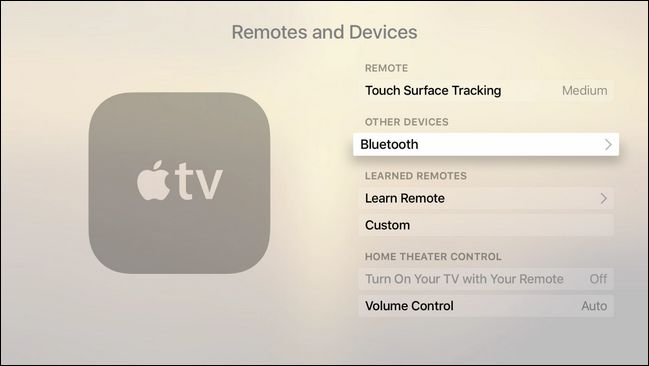 Remotes and Devices
tv
REMOTE
Touch Surface Tracking Medium
OTHER DEVICES
Bluetooth
LEARNED REMOTES
Learn Remote
Custom
HOME THEATER CONTROL
Turn On Your TV with Your Remote Off
Volume Control Auto